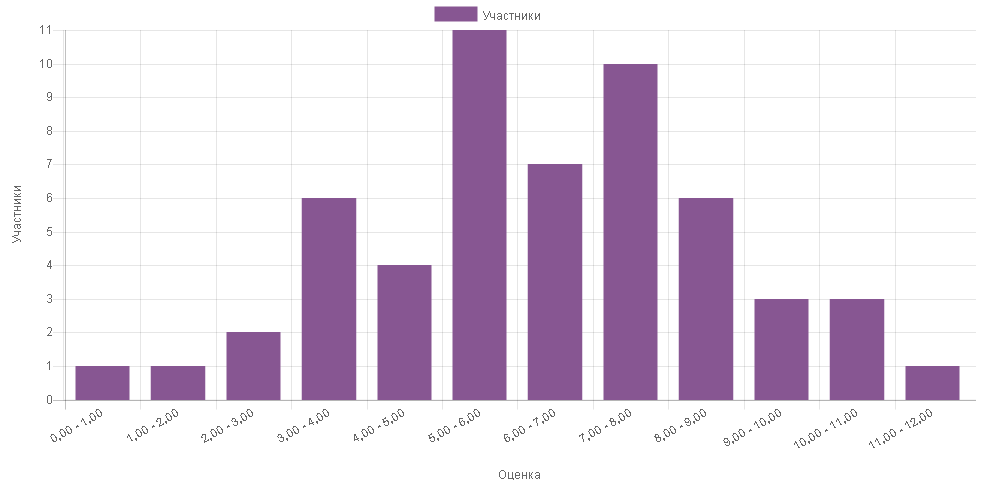 Участники
11
10
9
8
7
6
5
4
3
2
1
0
Участники
0,00 - 1,00
1,00 - 2,00
2,00 - 3,00
3,00 - 4,00
4,00 - 5,00
5,00 - 6,00
6,00 - 7,00
7,00 - 8,00
8,00 - 9,00
9,00 - 10,00
10,00 - 11,00
11,00 - 12,00
Оценка